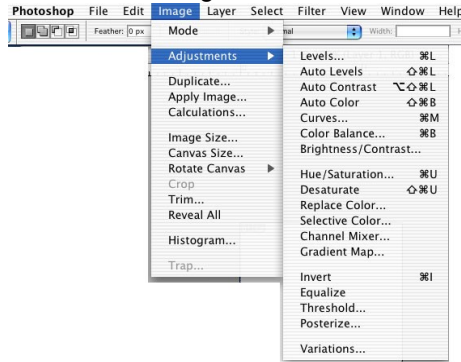 Photoshop File Edit Image Layer Select Filter View Window Help
Feather: 0 px
Width:
Mode
Adjustments
Duplicate...
Apply Image...
Calculations...
Image Size...
Canvas Size...
Rotate Canvas
Crop
Trim...
Reveal All
Histogram...
Trap...
Levels... ⌘L
Auto Levels ⇧⌘L
Auto Contrast ⌥⇧⌘L
Auto Color ⇧⌘B
Curves... ⌘M
Color Balance... ⌘B
Brightness/Contrast...
Hue/Saturation... ⌘U
Desaturate ⇧⌘U
Replace Color...
Selective Color...
Channel Mixer...
Gradient Map...
Invert ⌘I
Equalize
Threshold...
Posterize...
Variations...